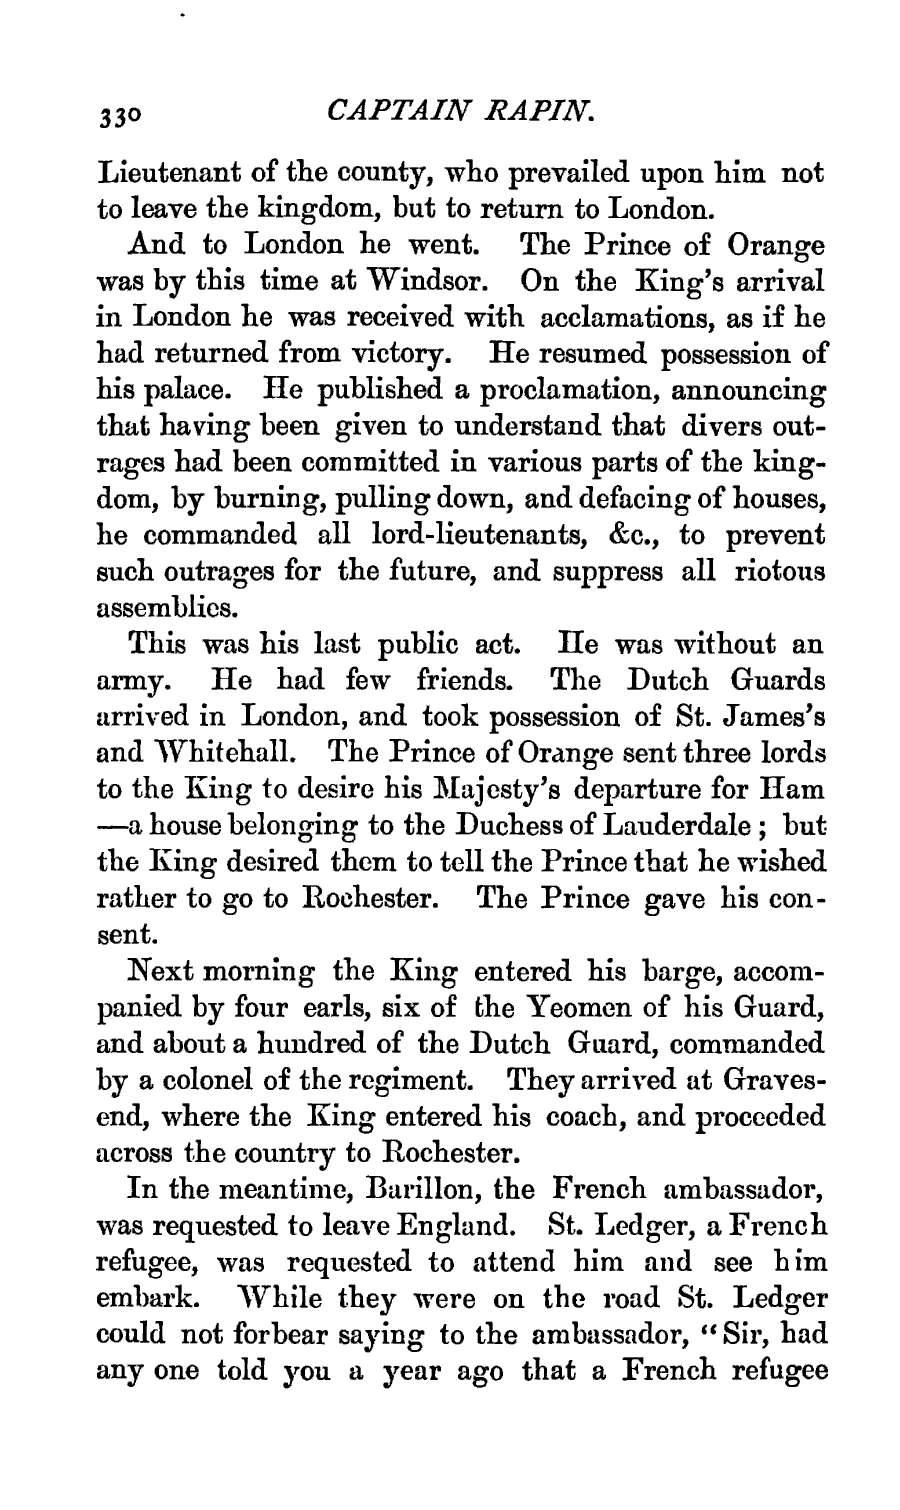 330 CAPTAIN RAPIN.
Lieutenant of the county, who prevailed upon him not
to leave the kingdom, but to return to London.
And to London he went. The Prince of Orange
was by this time at Windsor. On the King's arrival
in London he was received with acclamations, as if he
had returned from victory. He resumed possession of
his palace. He published a proclamation, announcing
that having been given to understand that divers out-
rages had been committed in various parts of the king-
dom, by burning, pulling down, and defacing of houses,
he commanded all lord-lieutenants, &c., to prevent
such outrages for the future, and suppress all riotous
assemblies.
This was his last public act. He was without an
army. He had few friends. The Dutch Guards
arrived in London, and took possession of St. James's
and Whitehall. The Prince of Orange sent three lords
to the King to desire his Majesty's departure for Ham
—a house belonging to the Duchess of Lauderdale; but
the King desired them to tell the Prince that he wished
rather to go to Rochester. The Prince gave his con-
sent.
Next morning the King entered his barge, accom-
panied by four earls, six of the Yeomen of his Guard,
and about a hundred of the Dutch Guard, commanded
by a colonel of the regiment. They arrived at Graves-
end, where the King entered his coach, and proceeded
across the country to Rochester.
In the meantime, Barillon, the French ambassador,
was requested to leave England. St. Ledger, a French
refugee, was requested to attend him and see him
embark. While they were on the road St. Ledger
could not forbear saying to the ambassador, “Sir, had
any one told you a year ago that a French refugee